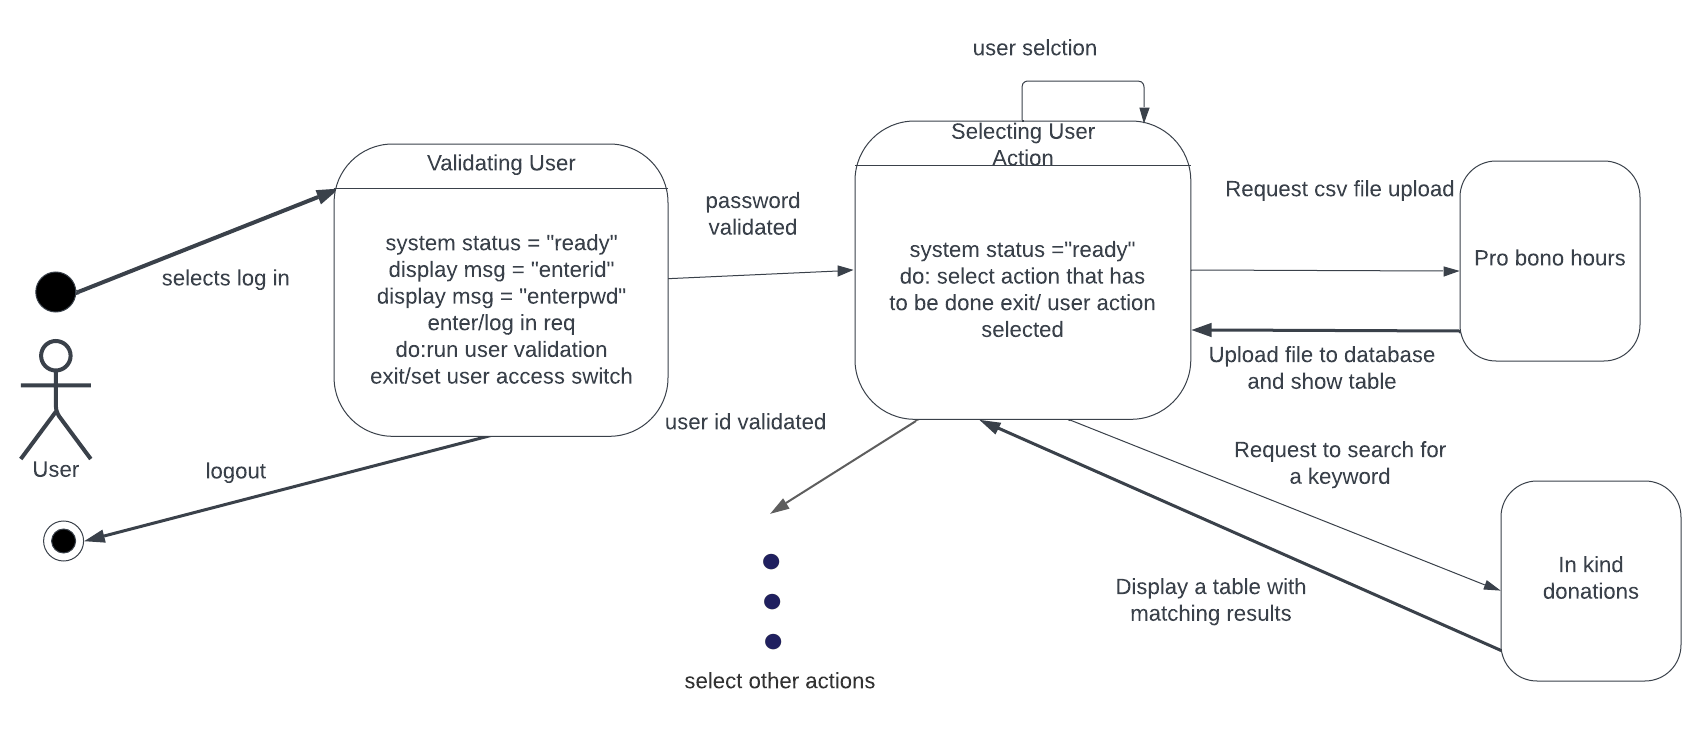 user selction
Selecting User
Action
Validating User
system status = "ready"
display msg = "enterid"
display msg = "enterpwd"
enter/log in req
do:run user validation
exit/set user access switch
selects log in
User
logout
password
validated
user id validated
system status ="ready"
do: select action that has
to be done exit/ user action
selected
Request csv file upload
Pro bono hours
Upload file to database
and show table
Request to search for
a keyword
In kind
donations
Display a table with
matching results
select other actions